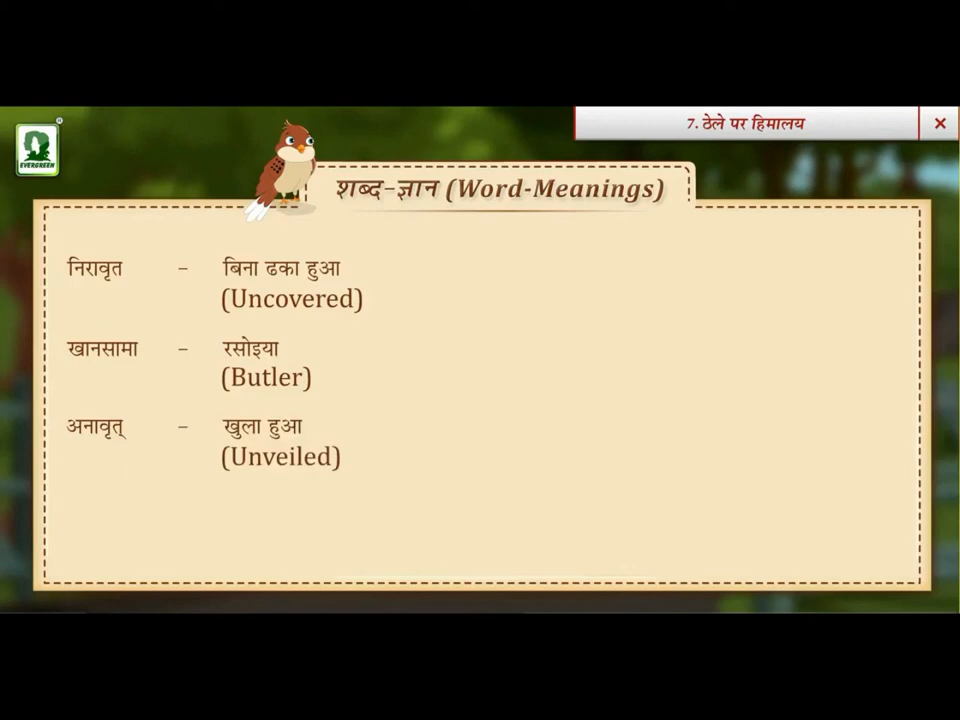 7. ठेले पर हिमालय
×
EVERGREEN
शब्द-ज्ञान (Word-Meanings)
निरावृत – बिना ढका हुआ
(Uncovered)
खानसामा – रसोइया
(Butler)
अनावृत् – खुला हुआ
(Unveiled)